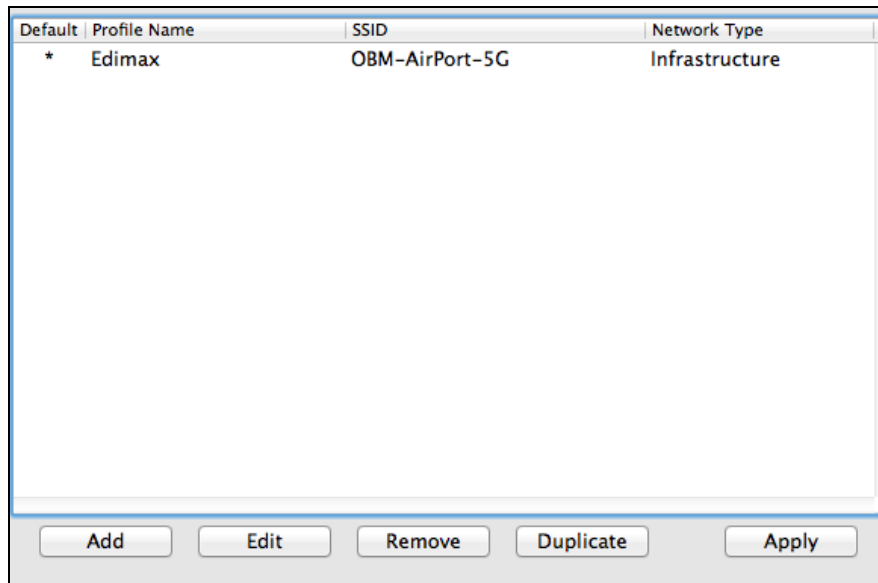 Default Profile Name SSID Network Type
* Edimax OBM-AirPort-5G Infrastructure
Add Edit Remove Duplicate Apply